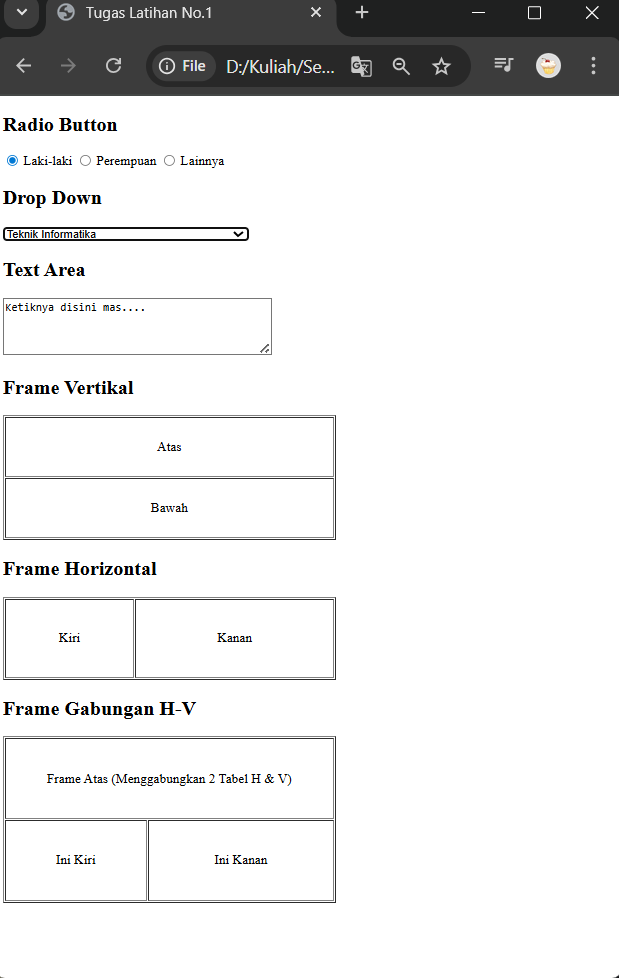 Tugas Latihan No.1
File D:/Kuliah/Se...
Radio Button
Laki-laki Perempuan Lainnya
Drop Down
Teknik Informatika
Text Area
Ketiknya disini mas....
Frame Vertikal
Atas
Bawah
Frame Horizontal
Kiri Kanan
Frame Gabungan H-V
Frame Atas (Menggabungkan 2 Tabel H & V)
Ini Kiri Ini Kanan